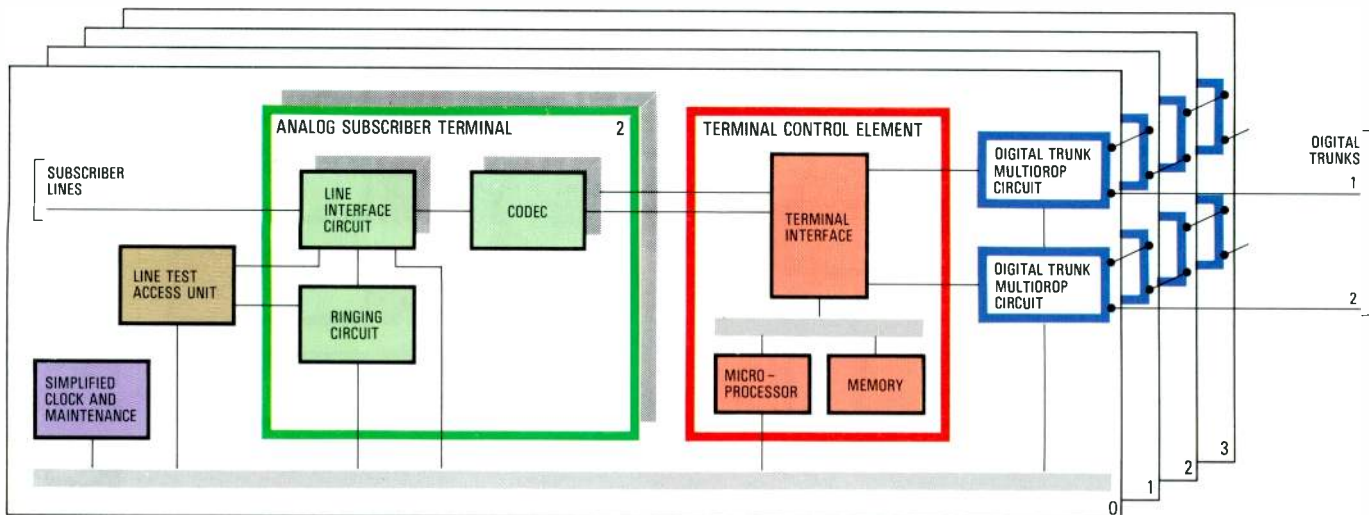 ANALOG SUBSCRIBER TERMINAL
2
TERMINAL CONTROL ELEMENT
SUBSCRIBER
LINES
LINE
INTERFACE
CIRCUIT
CODEC
TERMINAL
INTERFACE
DIGITAL TRUNK
MULTIDROP
CIRCUIT
DIGITAL
TRUNKS
1
LINE TEST
ACCESS UNIT
RINGING
CIRCUIT
DIGITAL TRUNK
MULTIDROP
CIRCUIT
2
SIMPLIFIED
CLOCK AND
MAINTENANCE
MICRO-
PROCESSOR
MEMORY
0
1
2
3